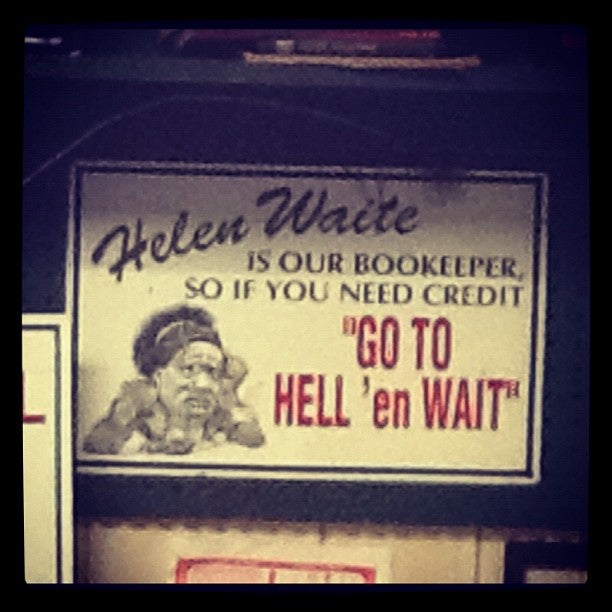 Helen Waite
IS OUR BOOKEEPER,
SO IF YOU NEED CREDIT
"GO TO
HELL 'en WAIT"